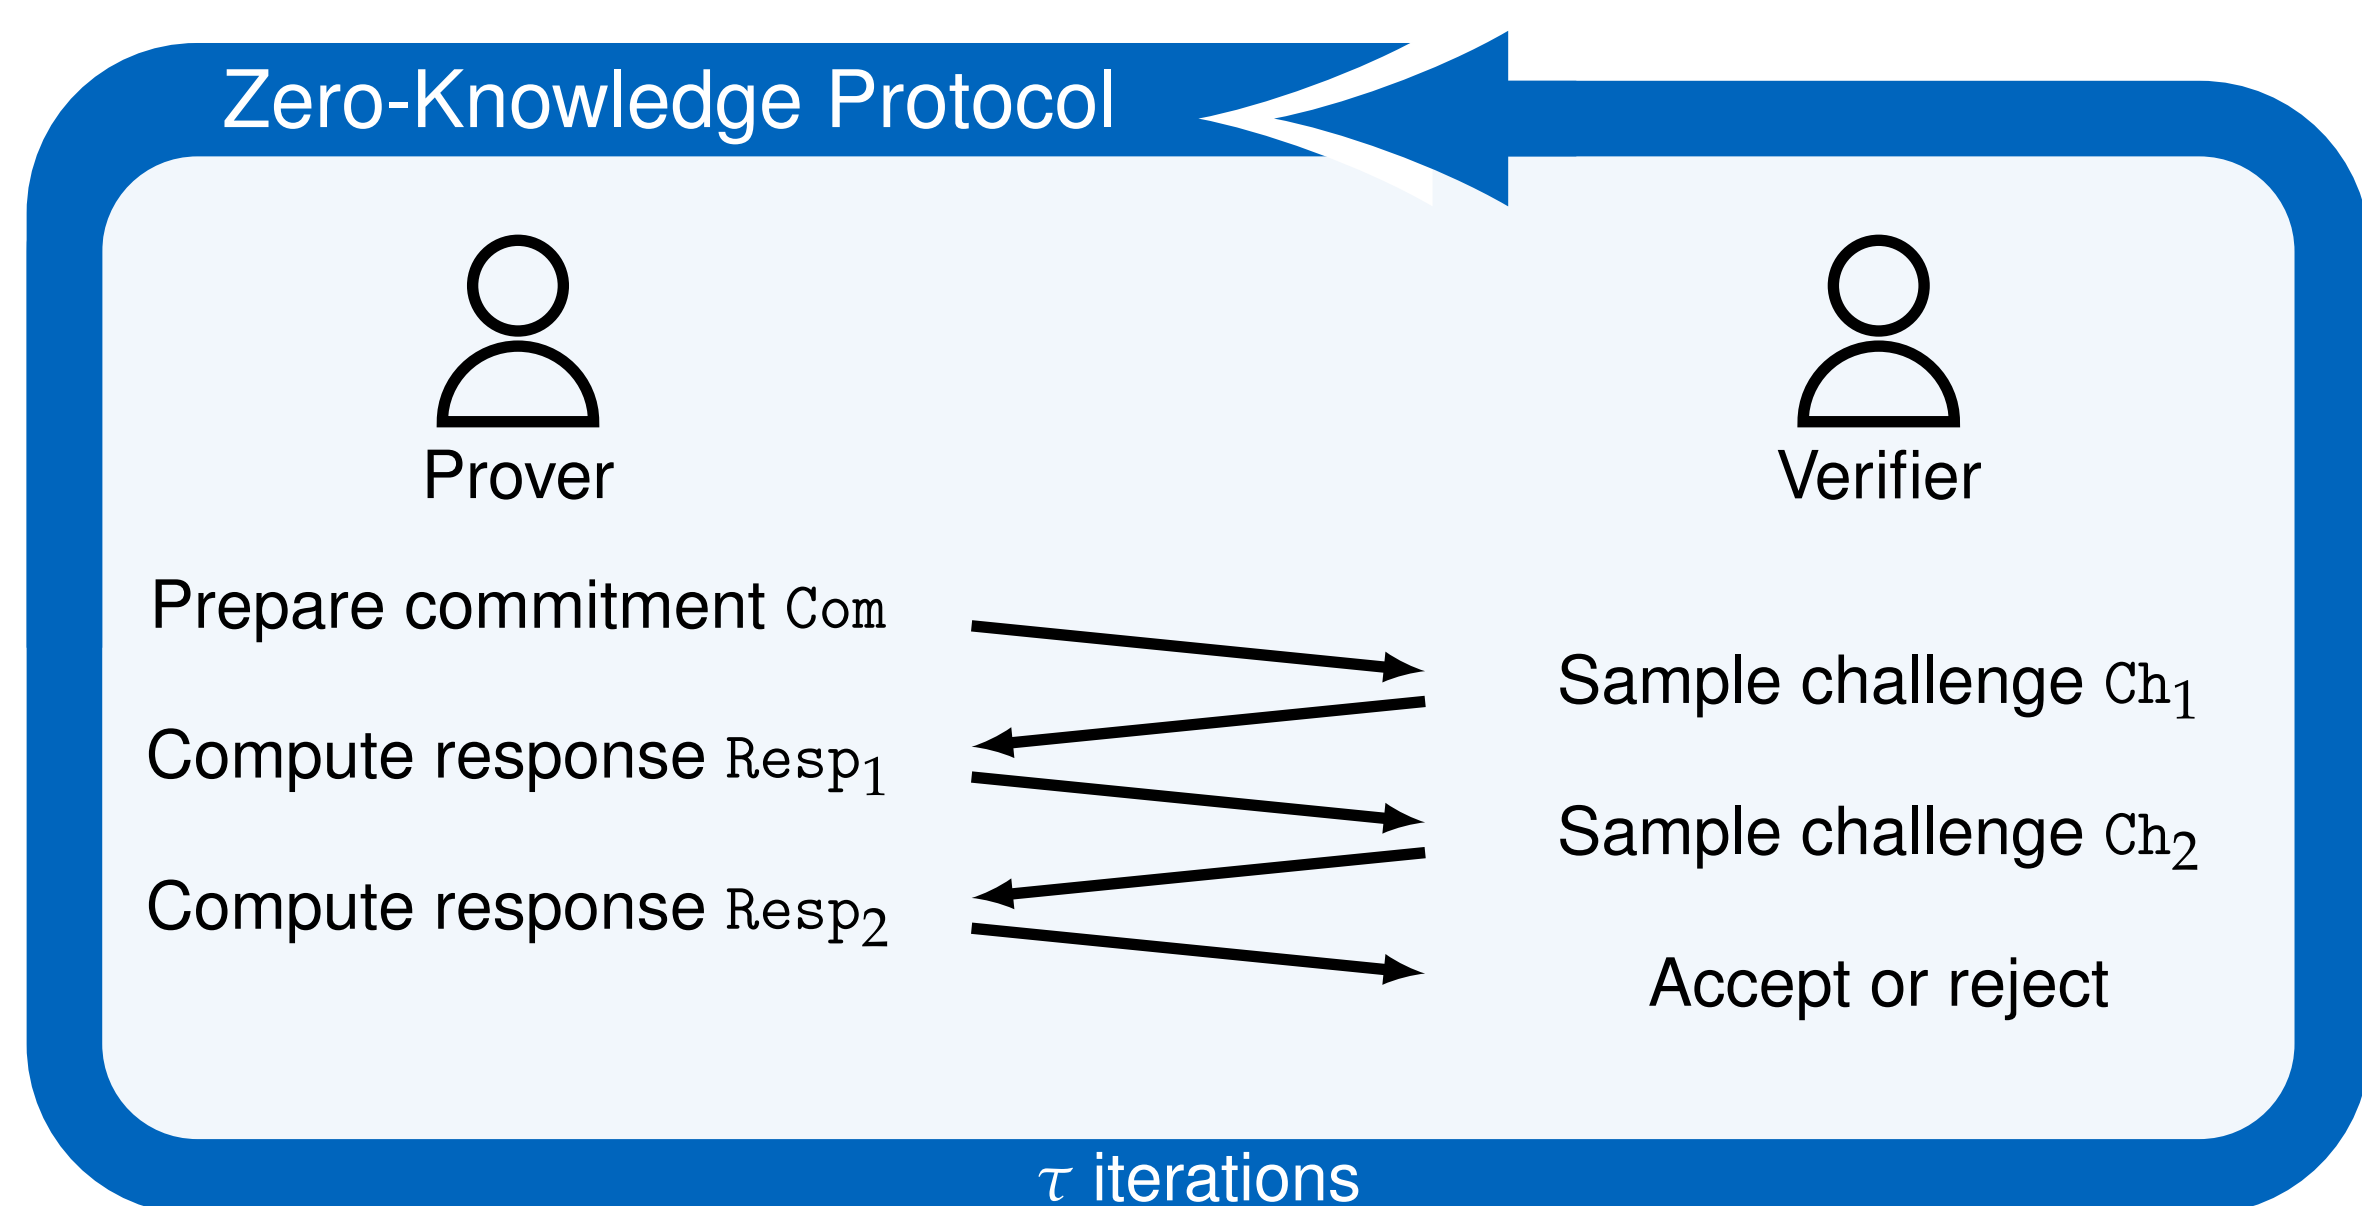 Zero-Knowledge Protocol
Prover
Verifier
Prepare commitment Com
Sample challenge Ch₁
Compute response Resp₁
Sample challenge Ch₂
Compute response Resp₂
Accept or reject
τ iterations